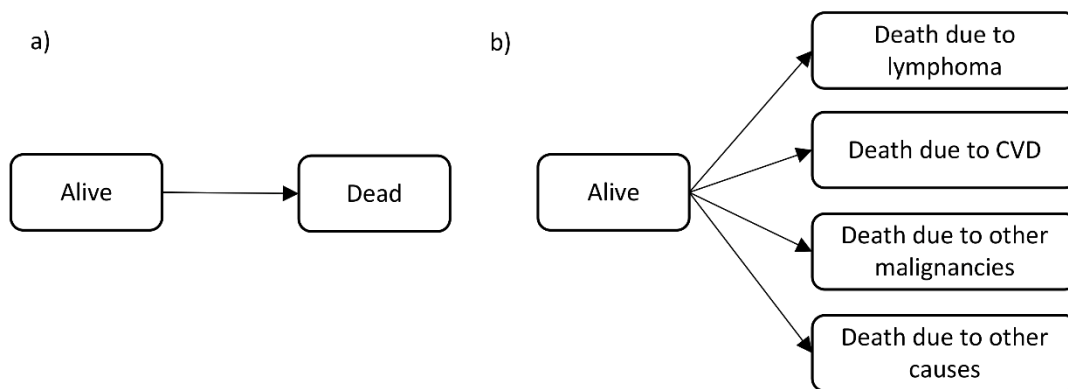 a)
Alive
Dead
b)
Alive
Death due to
lymphoma
Death due to CVD
Death due to other
malignancies
Death due to other
causes